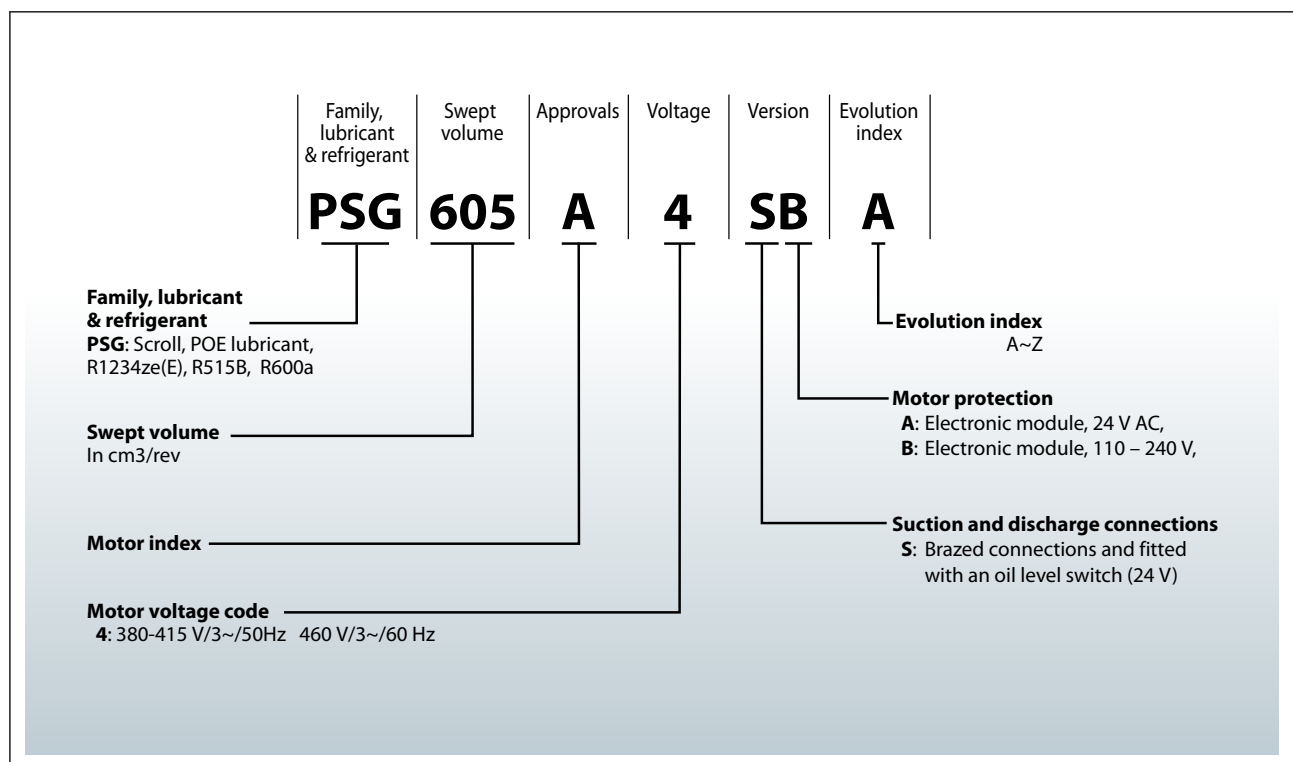 Family,
lubricant
& refrigerant
Swept
volume
Approvals
Voltage
Version
Evolution
index
PSG 605 A 4 SB A
Family, lubricant
& refrigerant
PSG: Scroll, POE lubricant,
R1234ze(E), R515B, R600a
Swept volume
In cm3/rev
Motor index
Motor voltage code
4: 380-415 V/3~/50Hz 460 V/3~/60 Hz
Evolution index
A~Z
Motor protection
A: Electronic module, 24 V AC,
B: Electronic module, 110 – 240 V,
Suction and discharge connections
S: Brazed connections and fitted
with an oil level switch (24 V)